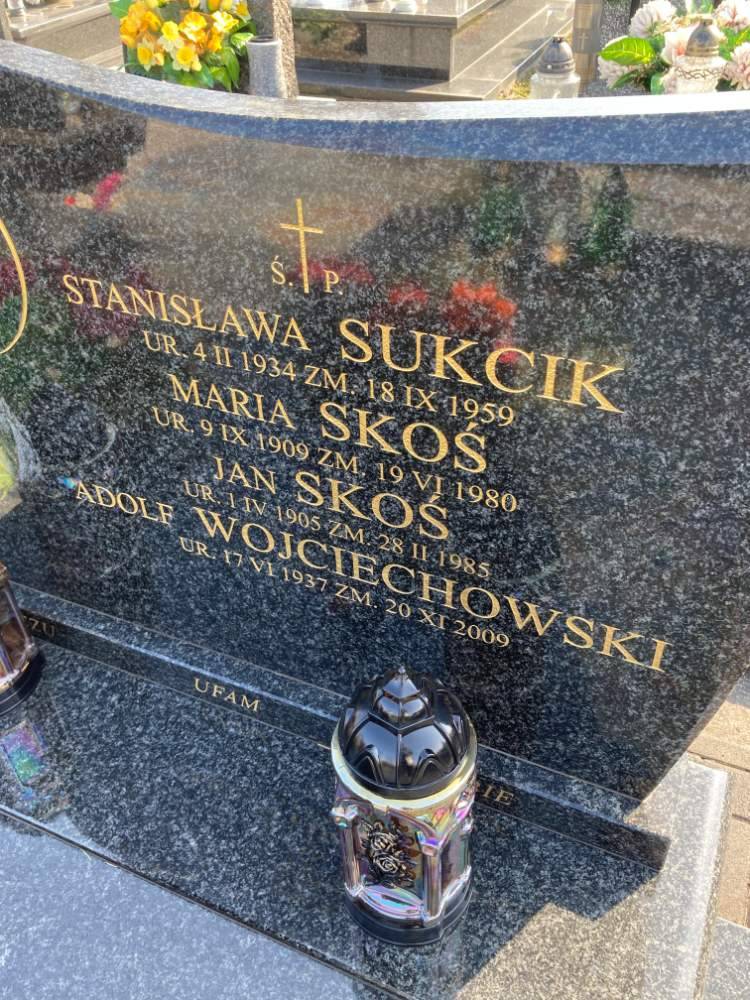 Ś. P.
STANISŁAWA SUKCIK
UR. 4 II 1934 ZM. 18 IX 1959
MARIA SKOŚ
UR. 9 IX 1909 ZM. 19 VI 1980
JAN SKOŚ
UR. 1 IV 1905 ZM. 28 II 1985
ADOLF WOJCIECHOWSKI
UR. 17 VI 1937 ZM. 20 XI 2009
UFAM